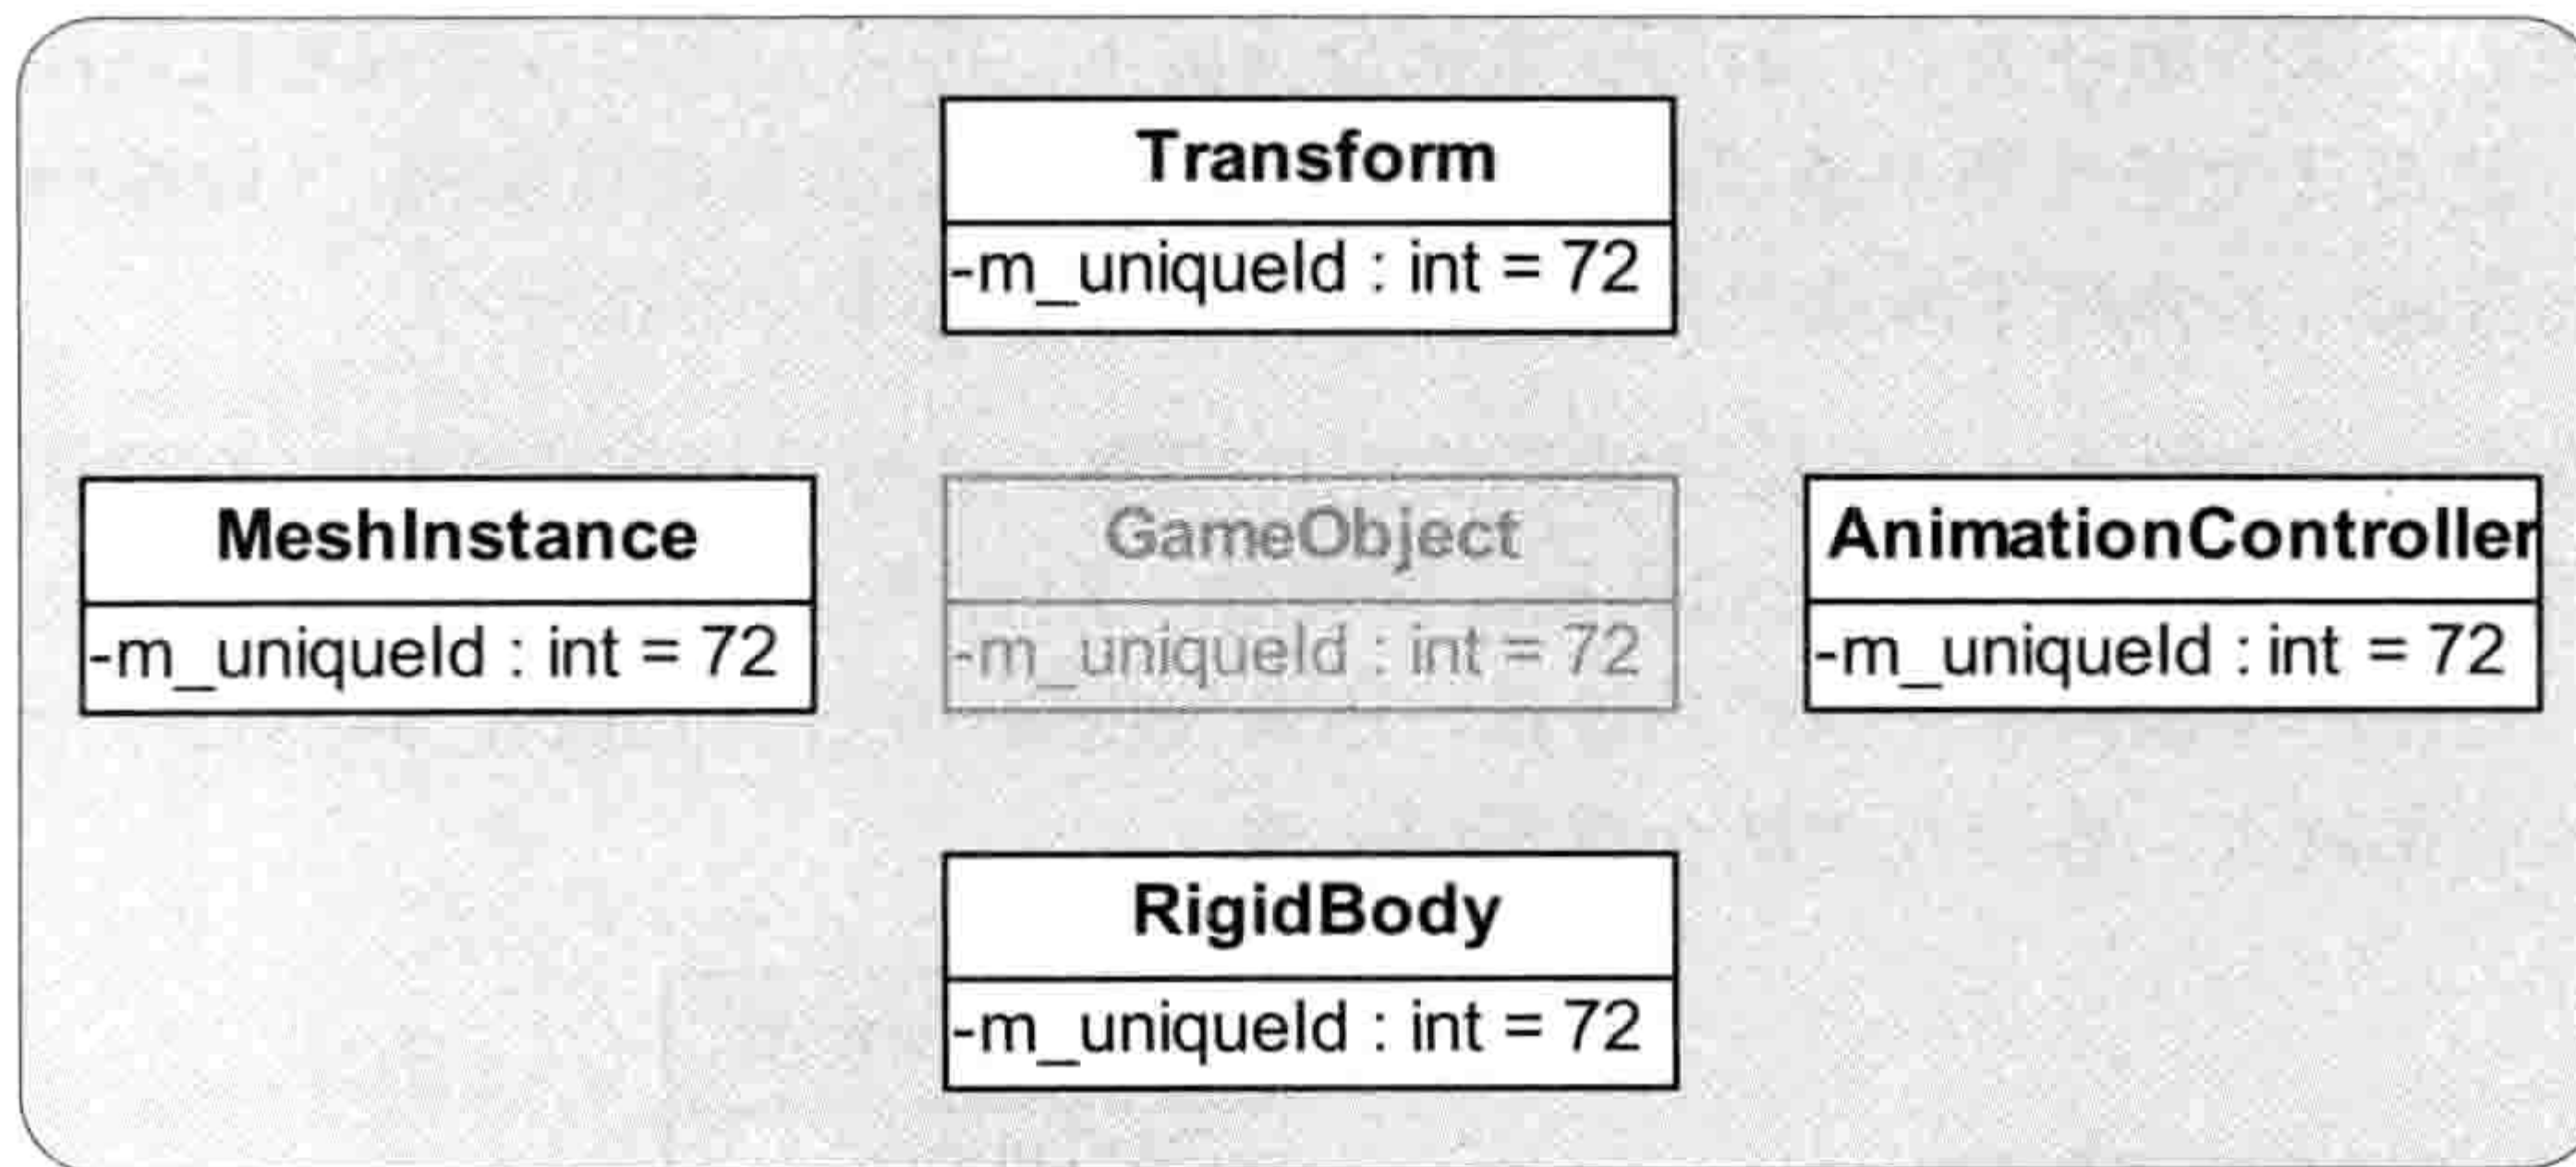 Transform
-m_uniqueId : int = 72
MeshInstance
-m_uniqueId : int = 72
GameObject
-m_uniqueId : int = 72
AnimationController
-m_uniqueId : int = 72
RigidBody
-m_uniqueId : int = 72